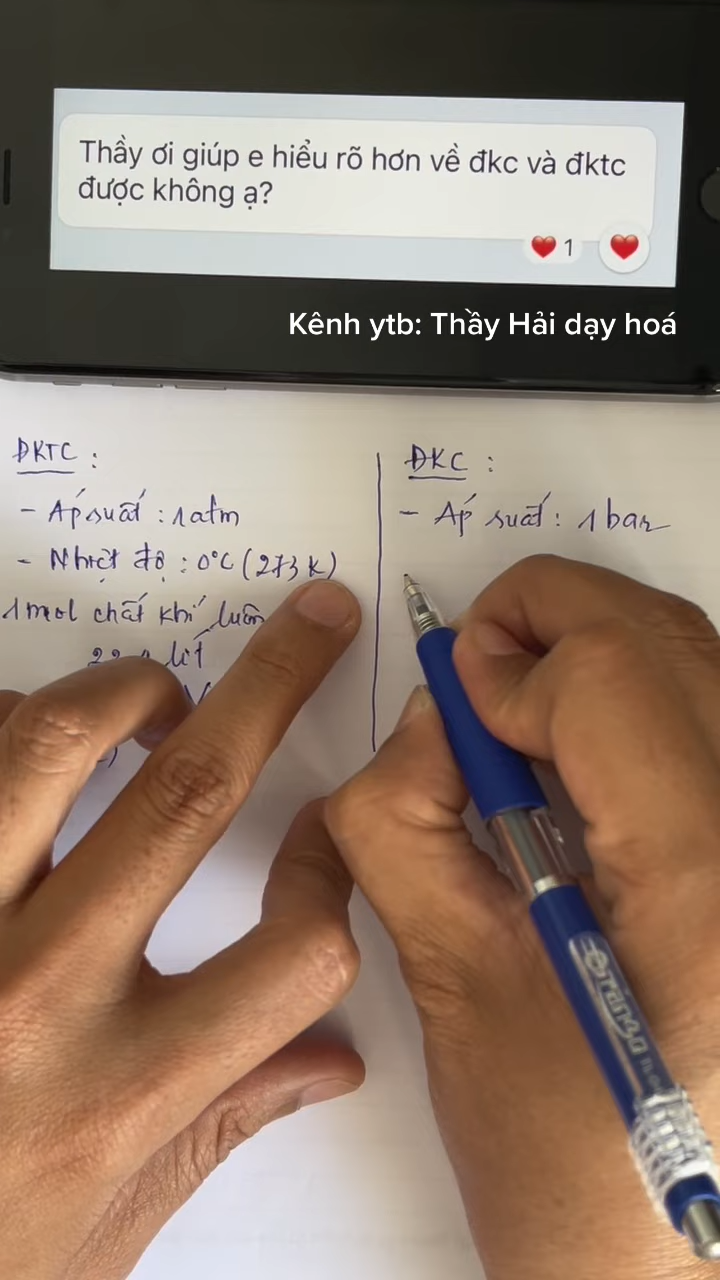 Thầy ơi giúp e hiểu rõ hơn về đkc và đktc
được không ạ?
1
Kênh ytb: Thầy Hải dạy hoá
ĐKTC :
- Áp suất : 1 atm
- Nhiệt độ : 0°C (273 K)
1 mol chất khí luôn
lít
ĐKC :
- Áp suất : 1 bar